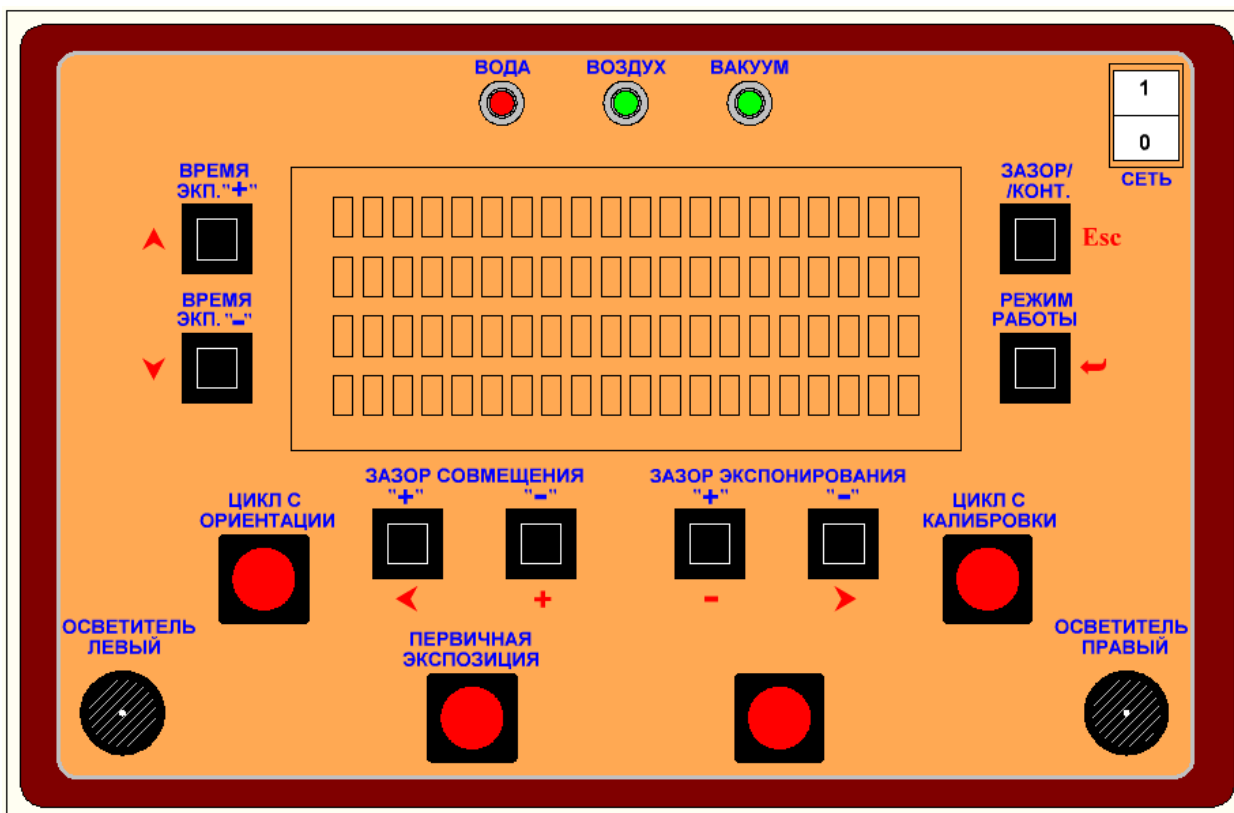 ВОДА ВОЗДУХ ВАКУУМ
1
0
СЕТЬ
ВРЕМЯ
ЭКП."+"
ЗАЗОР/
/КОНТ.
Esc
ВРЕМЯ
ЭКП. "-"
РЕЖИМ
РАБОТЫ
ЗАЗОР СОВМЕЩЕНИЯ
"+" "-"
ЗАЗОР ЭКСПОНИРОВАНИЯ
"+" "-"
ЦИКЛ С
ОРИЕНТАЦИИ
ЦИКЛ С
КАЛИБРОВКИ
+ -
ОСВЕТИТЕЛЬ
ЛЕВЫЙ
ПЕРВИЧНАЯ
ЭКСПОЗИЦИЯ
ОСВЕТИТЕЛЬ
ПРАВЫЙ